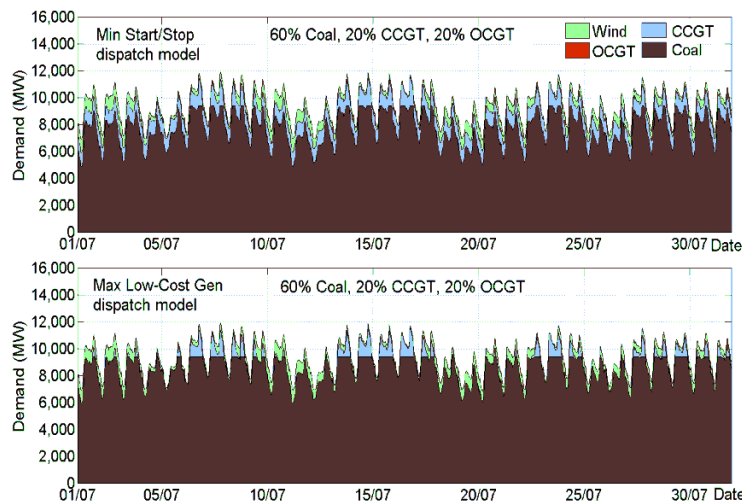 16,000
14,000
12,000
10,000
8,000
6,000
4,000
2,000
0
Demand (MW)
Min Start/Stop
dispatch model
60% Coal, 20% CCGT, 20% OCGT
Wind
CCGT
OCGT
Coal
01/07
05/07
10/07
15/07
20/07
25/07
30/07
Date
16,000
14,000
12,000
10,000
8,000
6,000
4,000
2,000
0
Demand (MW)
Max Low-Cost Gen
dispatch model
60% Coal, 20% CCGT, 20% OCGT
01/07
05/07
10/07
15/07
20/07
25/07
30/07
Date